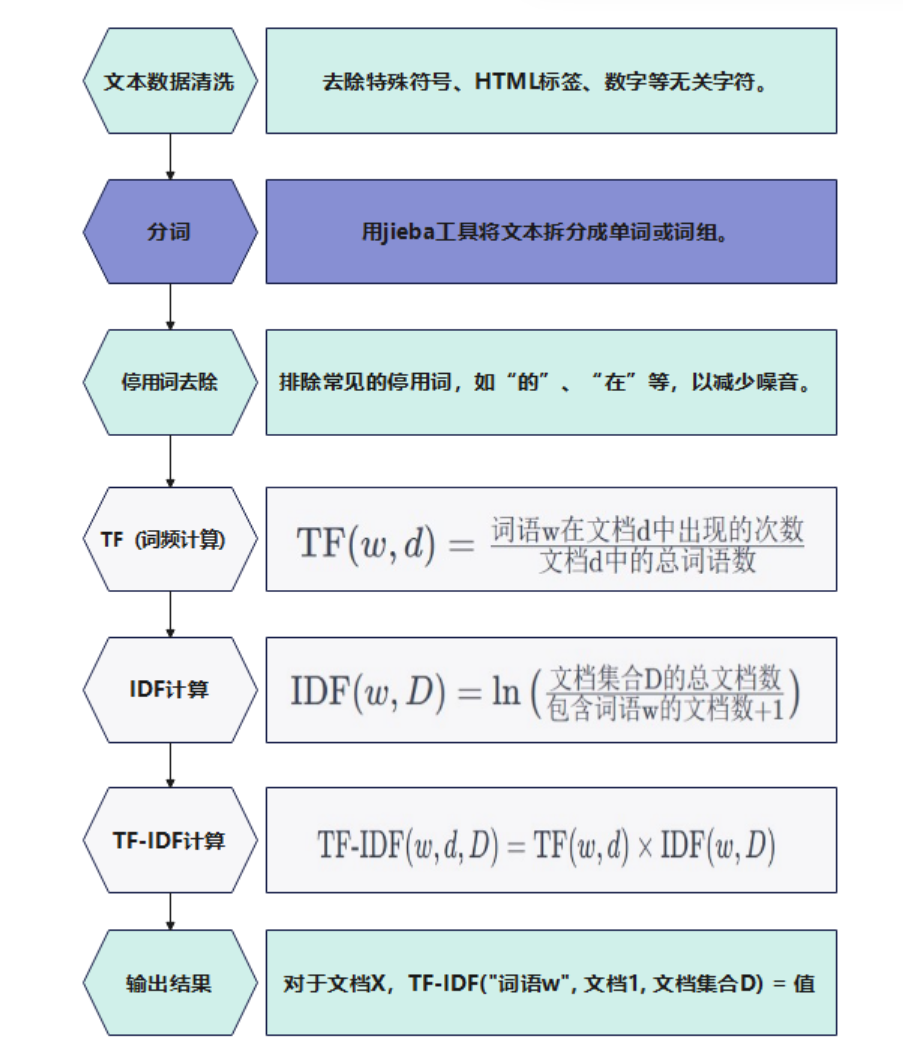 文本数据清洗
去除特殊符号、HTML标签、数字等无关字符。
分词
用jieba工具将文本拆分成单词或词组。
停用词去除
排除常见的停用词，如“的”、“在”等，以减少噪音。
TF（词频计算）
TF(w, d) = 词语w在文档d中出现的次数 / 文档d中的总词语数
IDF计算
IDF(w, D) = ln (文档集合D的总文档数 / 包含词语w的文档数+1)
TF-IDF计算
TF-IDF(w, d, D) = TF(w, d) × IDF(w, D)
输出结果
对于文档X，TF-IDF("词语w", 文档1, 文档集合D) = 值